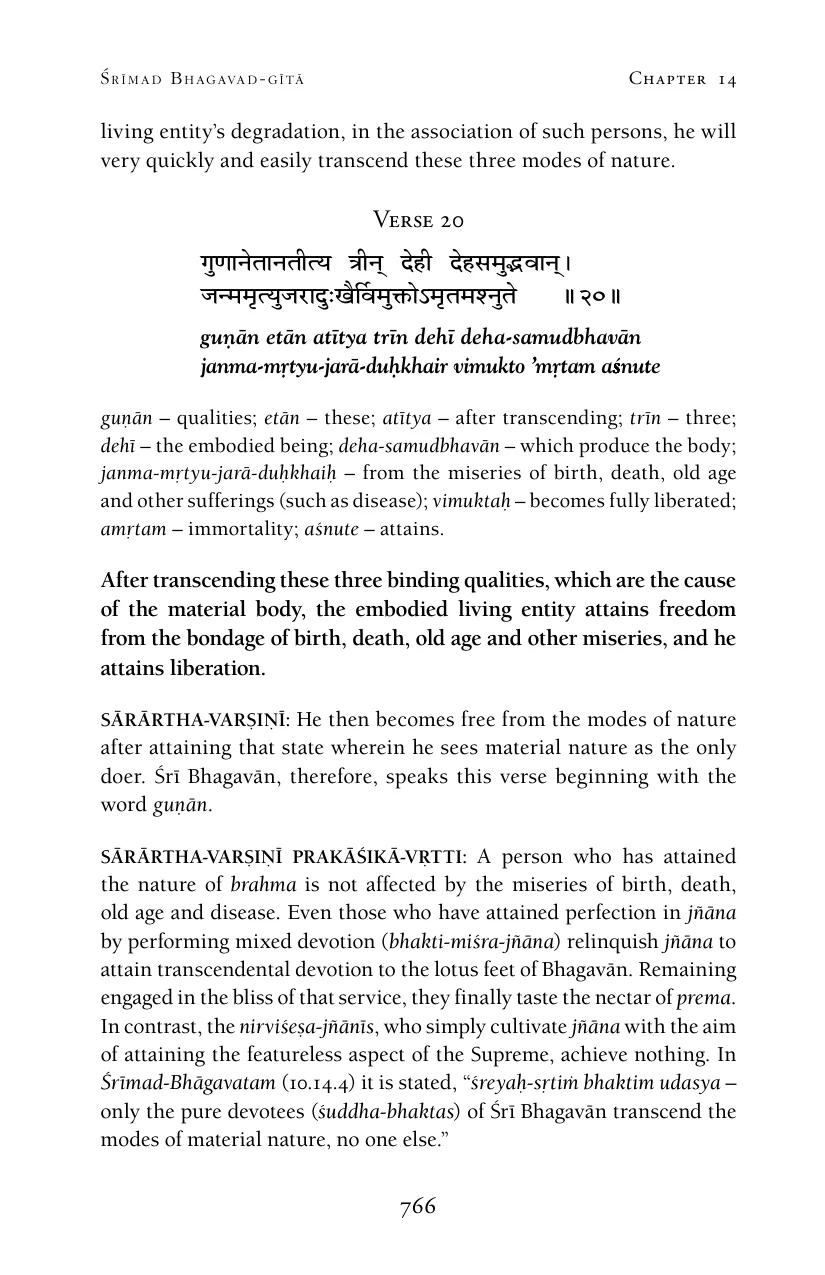 Śrīmad Bhagavad-gītā Chapter 14
living entity’s degradation, in the association of such persons, he will
very quickly and easily transcend these three modes of nature.
Verse 20
गुणानेतानतीत्य त्रीन् देही देहसमुद्भवान्।
जन्ममृत्युजरादुःखैर्विमुक्तोऽमृतमश्नुते ॥२०॥
guṇān etān atītya trīn dehī deha-samudbhavān
janma-mṛtyu-jarā-duḥkhair vimukto ’mṛtam aśnute
guṇān – qualities; etān – these; atītya – after transcending; trīn – three;
dehī – the embodied being; deha-samudbhavān – which produce the body;
janma-mṛtyu-jarā-duḥkhaiḥ – from the miseries of birth, death, old age
and other sufferings (such as disease); vimuktaḥ – becomes fully liberated;
amṛtam – immortality; aśnute – attains.
After transcending these three binding qualities, which are the cause
of the material body, the embodied living entity attains freedom
from the bondage of birth, death, old age and other miseries, and he
attains liberation.
SĀRĀRTHA-VARṢIṆĪ: He then becomes free from the modes of nature
after attaining that state wherein he sees material nature as the only
doer. Śrī Bhagavān, therefore, speaks this verse beginning with the
word guṇān.
SĀRĀRTHA-VARṢIṆĪ PRAKĀŚIKĀ-VṚTTI: A person who has attained
the nature of brahma is not affected by the miseries of birth, death,
old age and disease. Even those who have attained perfection in jñāna
by performing mixed devotion (bhakti-miśra-jñāna) relinquish jñāna to
attain transcendental devotion to the lotus feet of Bhagavān. Remaining
engaged in the bliss of that service, they finally taste the nectar of prema.
In contrast, the nirviśeṣa-jñānīs, who simply cultivate jñāna with the aim
of attaining the featureless aspect of the Supreme, achieve nothing. In
Śrīmad-Bhāgavatam (10.14.4) it is stated, “śreyaḥ-sṛtiṁ bhaktim udasya –
only the pure devotees (śuddha-bhaktas) of Śrī Bhagavān transcend the
modes of material nature, no one else.”
766